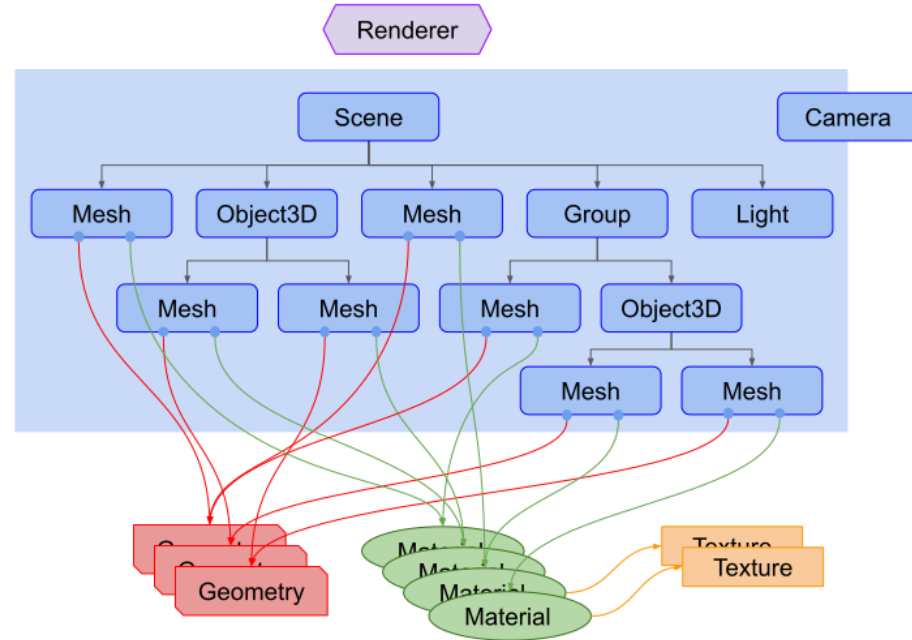 Renderer
Scene
Camera
Mesh
Object3D
Mesh
Group
Light
Mesh
Mesh
Mesh
Object3D
Mesh
Mesh
Geometry
Material
Texture
Texture